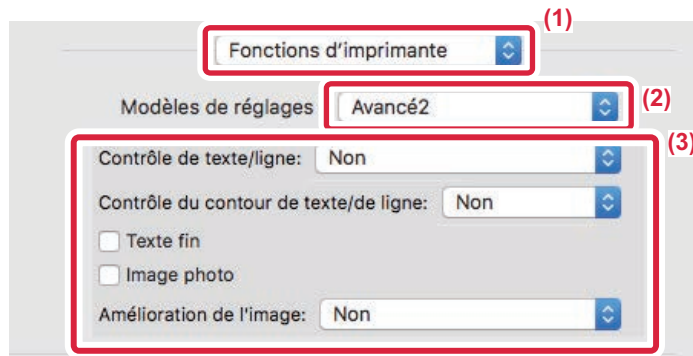 (1)
Fonctions d'imprimante
Modèles de réglages Avancé2 (2)
(3)
Contrôle de texte/ligne: Non
Contrôle du contour de texte/de ligne: Non
Texte fin
Image photo
Amélioration de l'image: Non